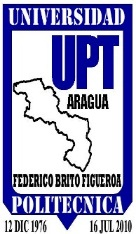 UNIVERSIDAD
UPT
ARAGUA
FEDERICO BRITO FIGUEROA
POLITECNICA
12 DIC 1976 16 JUL 2010